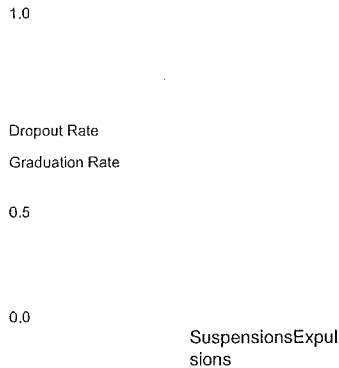 1.0
Dropout Rate
Graduation Rate
0.5
0.0
SuspensionsExpul
sions